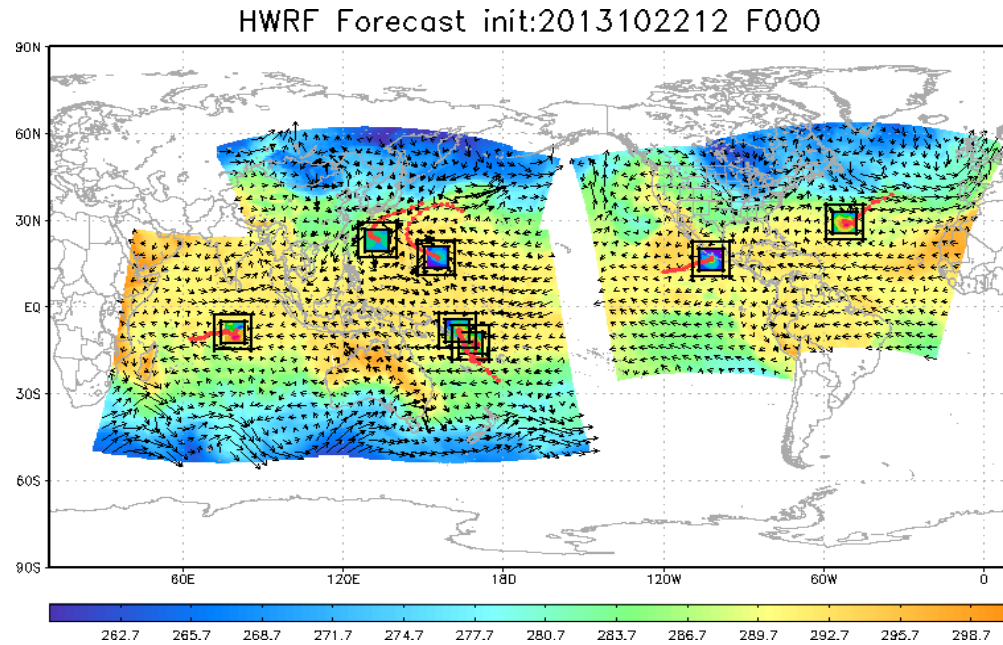 HWRF Forecast init:2013102212 F000
90N
60N
30N
EQ
30S
60S
90S
60E 120E 18D 120W 60W 0
262.7 265.7 268.7 271.7 274.7 277.7 280.7 283.7 286.7 289.7 292.7 295.7 298.7